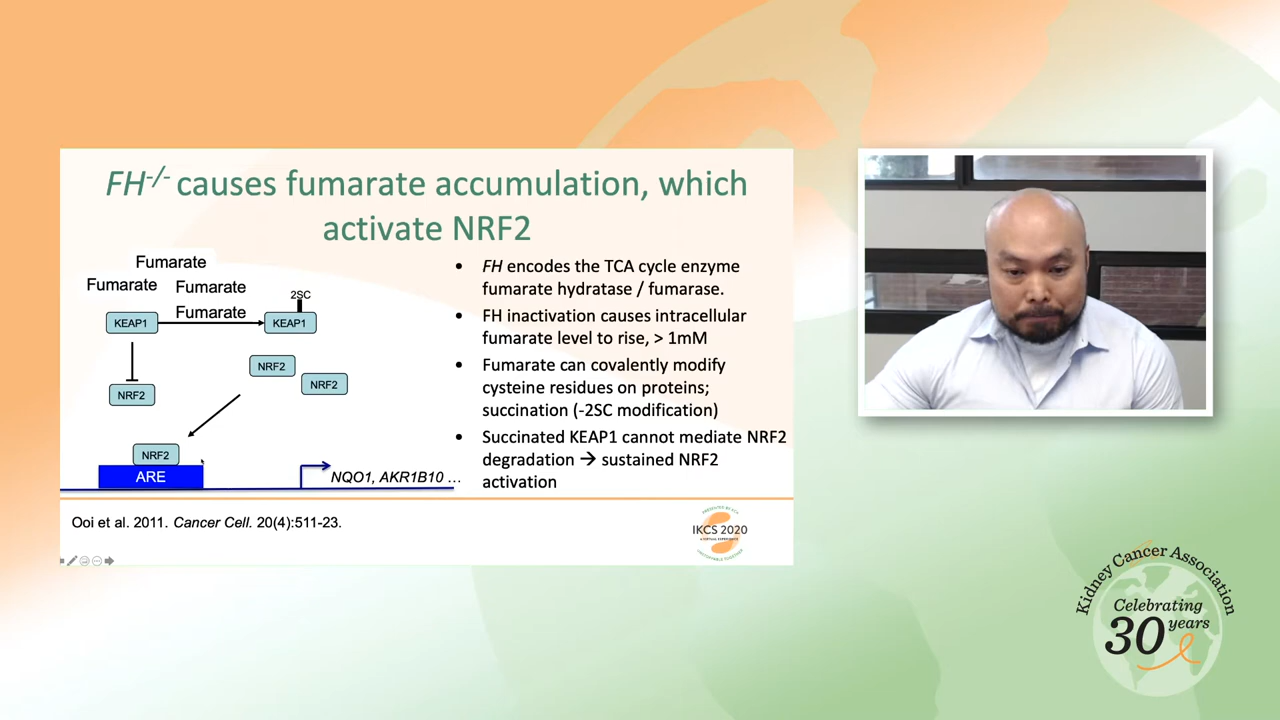 FH-/- causes fumarate accumulation, which
activate NRF2
Fumarate
Fumarate
Fumarate
Fumarate
2SC
KEAP1
KEAP1
NRF2
NRF2
NRF2
NRF2
ARE
NQO1, AKR1B10 ...
• FH encodes the TCA cycle enzyme
fumarate hydratase / fumarase.
• FH inactivation causes intracellular
fumarate level to rise, > 1mM
• Fumarate can covalently modify
cysteine residues on proteins;
succination (-2SC modification)
• Succinated KEAP1 cannot mediate NRF2
degradation → sustained NRF2
activation
Ooi et al. 2011. Cancer Cell. 20(4):511-23.
IKCS 2020
Kidney Cancer Association
Celebrating
30 years